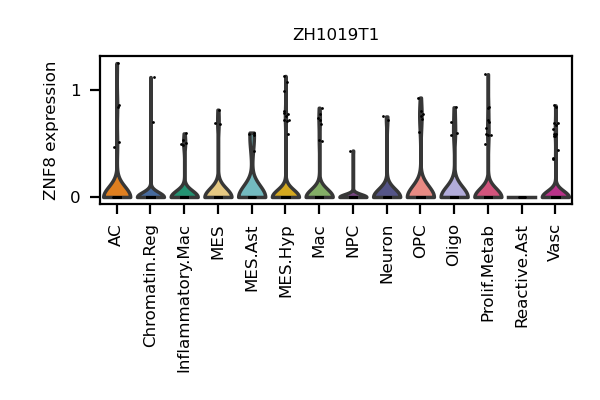 ZH1019T1
ZNF8 expression
1
0
AC
Chromatin.Reg
Inflammatory.Mac
MES
MES.Ast
MES.Hyp
Mac
NPC
Neuron
OPC
Oligo
Prolif.Metab
Reactive.Ast
Vasc